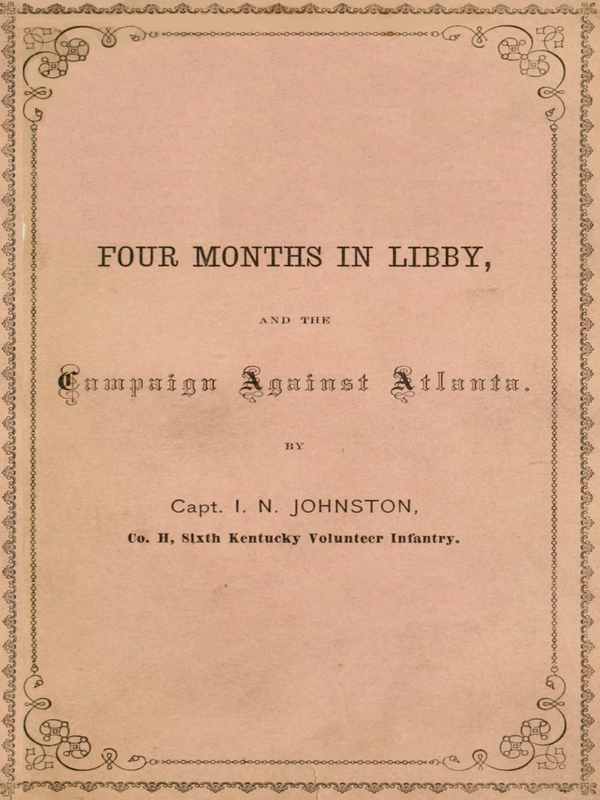 FOUR MONTHS IN LIBBY,
AND THE
Campaign Against Atlanta.
BY
Capt. I. N. JOHNSTON,
Co. H, Sixth Kentucky Volunteer Infantry.